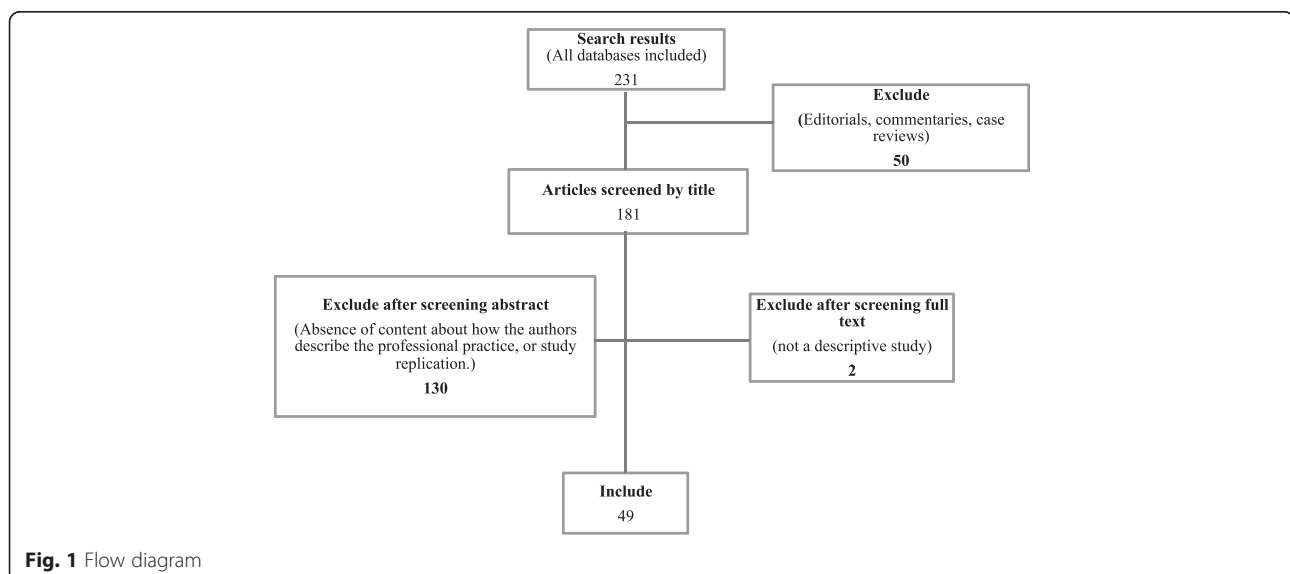 Search results
(All databases included)
231
Exclude
(Editorials, commentaries, case
reviews)
50
Articles screened by title
181
Exclude after screening abstract
(Absence of content about how the authors
describe the professional practice, or study
replication.)
130
Exclude after screening full
text
(not a descriptive study)
2
Include
49
Fig. 1 Flow diagram